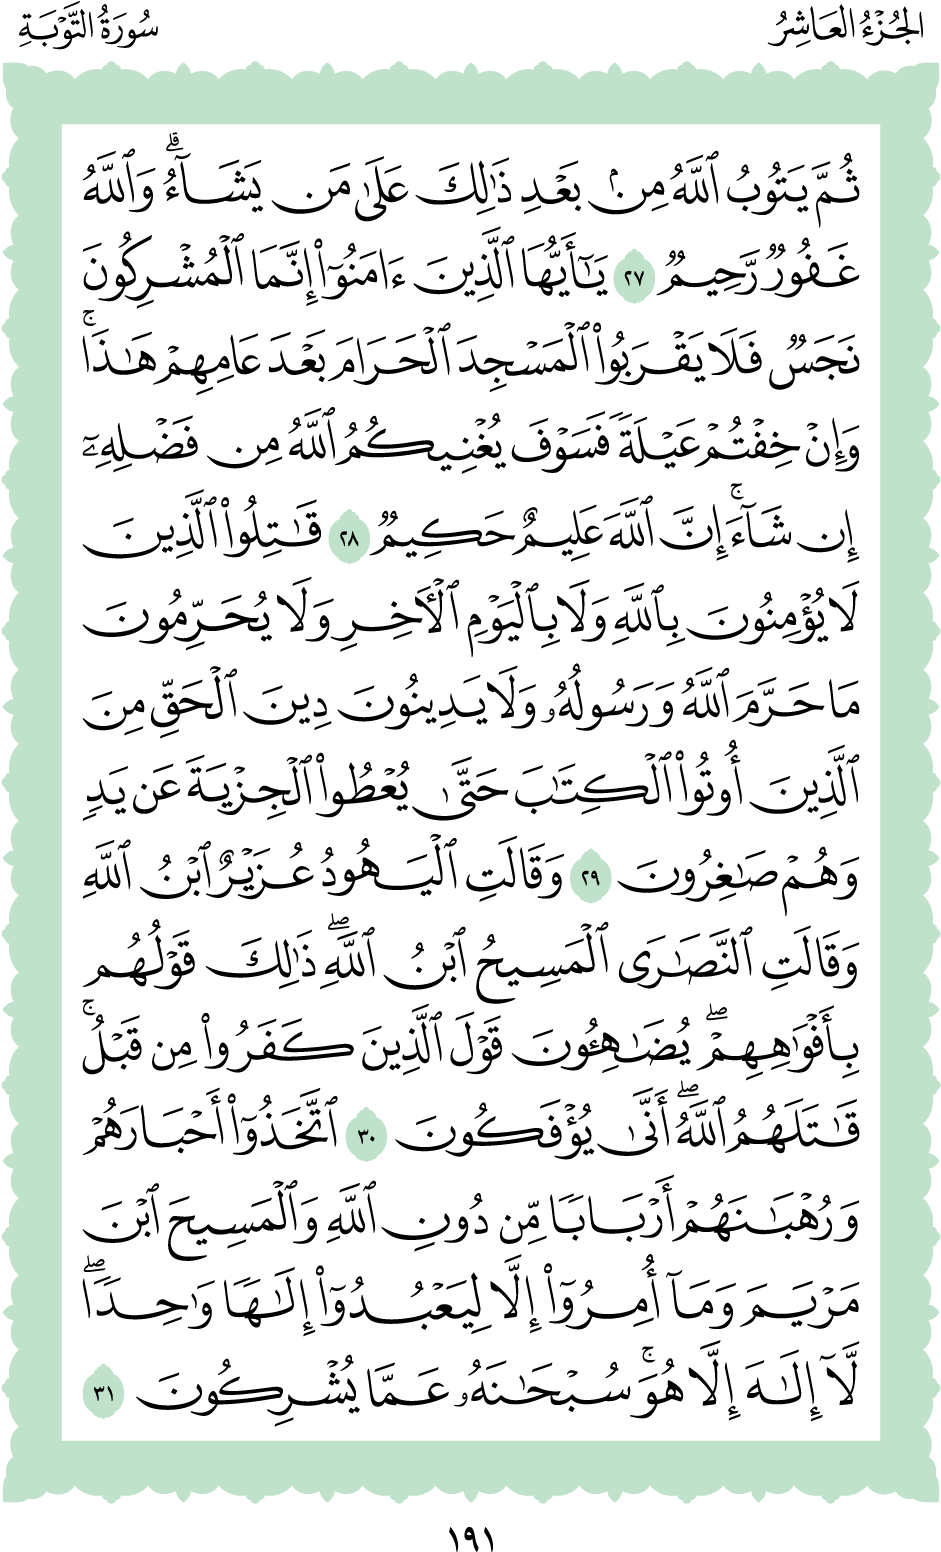 الجُزْءُ العَاشِرُ
سُورَةُ التَّوْبَةِ
ثُمَّ يَتُوبُ ٱللَّهُ مِنۢ بَعْدِ ذَٰلِكَ عَلَىٰ مَن يَشَآءُۗ وَٱللَّهُ
غَفُورٞ رَّحِيمٞ ٢٧ يَٰٓأَيُّهَا ٱلَّذِينَ ءَامَنُوٓاْ إِنَّمَا ٱلْمُشْرِكُونَ
نَجَسٞ فَلَا يَقْرَبُواْ ٱلْمَسْجِدَ ٱلْحَرَامَ بَعْدَ عَامِهِمْ هَٰذَاۚ
وَإِنْ خِفْتُمْ عَيْلَةٗ فَسَوْفَ يُغْنِيكُمُ ٱللَّهُ مِن فَضْلِهِۦٓ
إِن شَآءَۚ إِنَّ ٱللَّهَ عَلِيمٌ حَكِيمٞ ٢٨ قَٰتِلُواْ ٱلَّذِينَ
لَا يُؤْمِنُونَ بِٱللَّهِ وَلَا بِٱلْيَوْمِ ٱلْأٓخِرِ وَلَا يُحَرِّمُونَ
مَا حَرَّمَ ٱللَّهُ وَرَسُولُهُۥ وَلَا يَدِينُونَ دِينَ ٱلْحَقِّ مِنَ
ٱلَّذِينَ أُوتُواْ ٱلْكِتَٰبَ حَتَّىٰ يُعْطُواْ ٱلْجِزْيَةَ عَن يَدٖ
وَهُمْ صَٰغِرُونَ ٢٩ وَقَالَتِ ٱلْيَهُودُ عُزَيْرٌ ٱبْنُ ٱللَّهِ
وَقَالَتِ ٱلنَّصَٰرَى ٱلْمَسِيحُ ٱبْنُ ٱللَّهِۖ ذَٰلِكَ قَوْلُهُم
بِأَفْوَٰهِهِمْۖ يُضَٰهِـُٔونَ قَوْلَ ٱلَّذِينَ كَفَرُواْ مِن قَبْلُۚ
قَٰتَلَهُمُ ٱللَّهُۖ أَنَّىٰ يُؤْفَكُونَ ٣٠ ٱتَّخَذُوٓاْ أَحْبَارَهُمْ
وَرُهْبَٰنَهُمْ أَرْبَابٗا مِّن دُونِ ٱللَّهِ وَٱلْمَسِيحَ ٱبْنَ
مَرْيَمَ وَمَآ أُمِرُوٓاْ إِلَّا لِيَعْبُدُوٓاْ إِلَٰهٗا وَٰحِدٗاۖ
لَّآ إِلَٰهَ إِلَّا هُوَۚ سُبْحَٰنَهُۥ عَمَّا يُشْرِكُونَ ٣١
١٩١